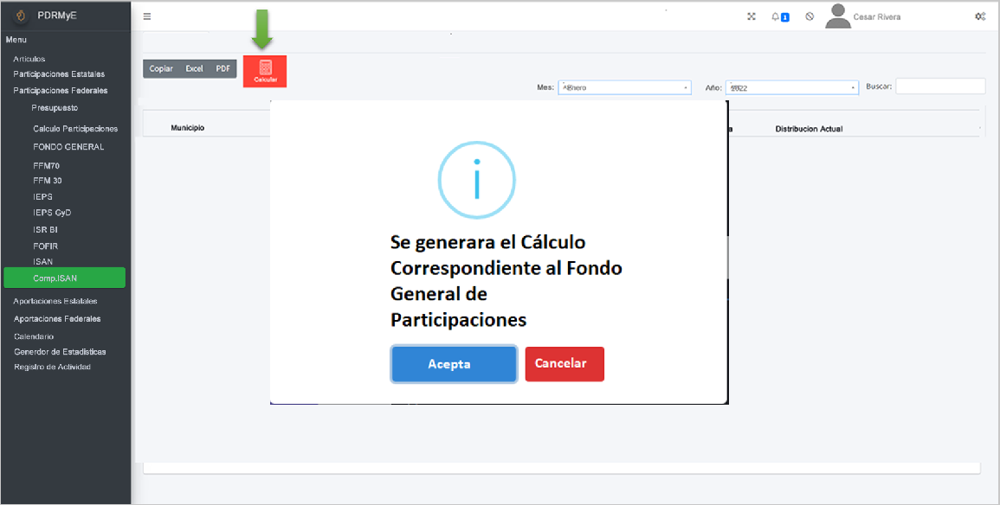 PDRMyE
1
Cesar Rivera
Menu
Articulos
Participaciones Estatales
Participaciones Federales
Presupuesto
Calculo Participaciones
FONDO GENERAL
FFM70
FFM 30
IEPS
IEPS GyD
ISR BI
FOFIR
ISAN
Comp.ISAN
Aportaciones Estatales
Aportaciones Federales
Calendario
Generdor de Estadísticas
Registro de Actividad
Copiar Excel PDF
Calcular
Mes:
Año: 2022
Buscar:
Municipio
a
Distribucion Actual
Se generara el Cálculo
Correspondiente al Fondo
General de
Participaciones
Acepta
Cancelar